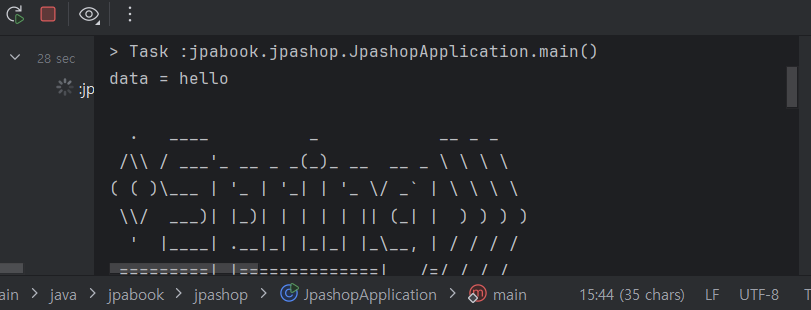 > Task :jpabook.jpashop.JpashopApplication.main()
28 sec
data = hello
:jp
  .   ____          _            __ _ _
 /\\ / ___'_ __ _ _(_)_ __  __ _ \ \ \ \
( ( )\___ | '_ | '_| | '_ \/ _` | \ \ \ \
 \\/  ___)| |_)| | | | | || (_| |  ) ) ) )
  '  |____| .__|_| |_|_| |_\__, | / / / /
 =========|_|==============|___/=/_/_/_/
ain > java > jpabook > jpashop > JpashopApplication > main 15:44 (35 chars) LF UTF-8